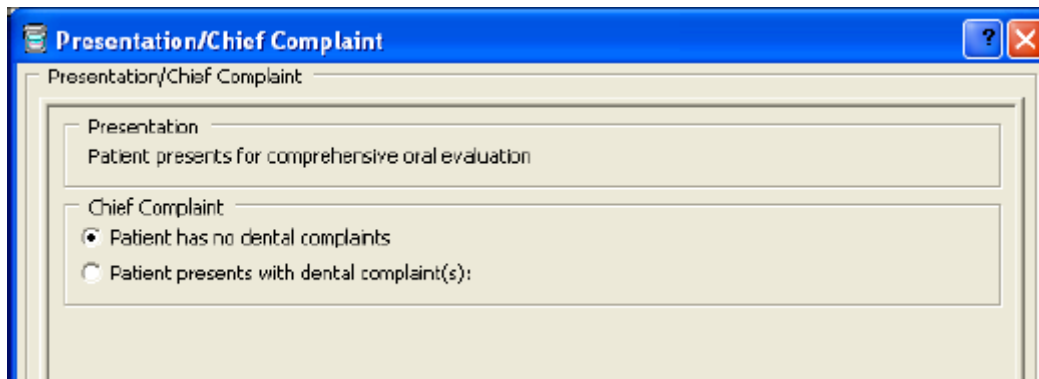 Presentation/Chief Complaint
?
Presentation/Chief Complaint
Presentation
Patient presents for comprehensive oral evaluation
Chief Complaint
Patient has no dental complaints
Patient presents with dental complaint(s):